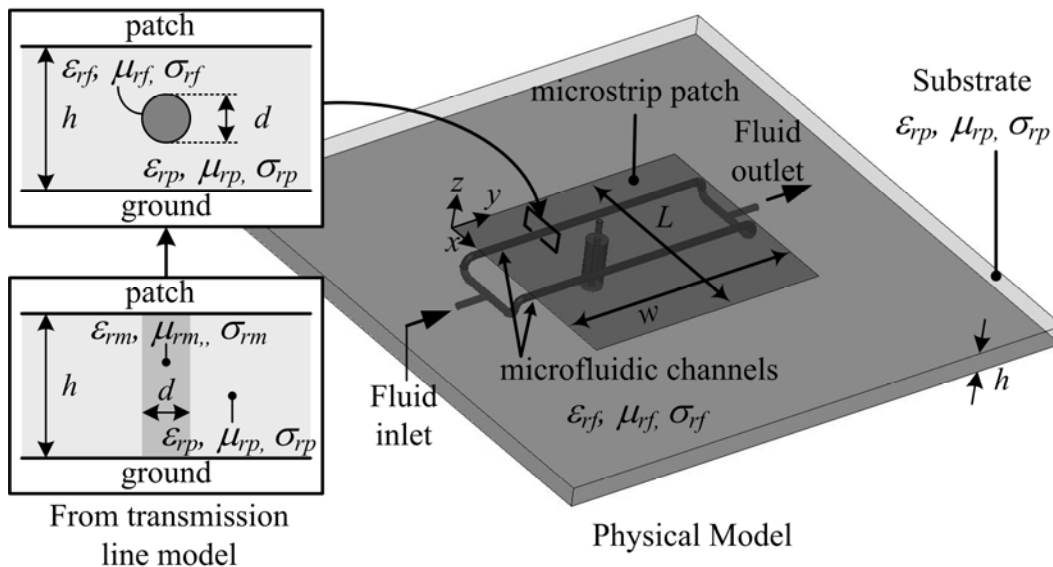 patch
εrf, μrf, σrf
h
d
εrp, μrp, σrp
ground
patch
εrm, μrm,, σrm
h
d
εrp, μrp, σrp
ground
From transmission
line model
microstrip patch
Fluid
outlet
Substrate
εrp, μrp, σrp
z
y
x
L
w
h
microfluidic channels
εrf, μrf, σrf
Fluid
inlet
Physical Model